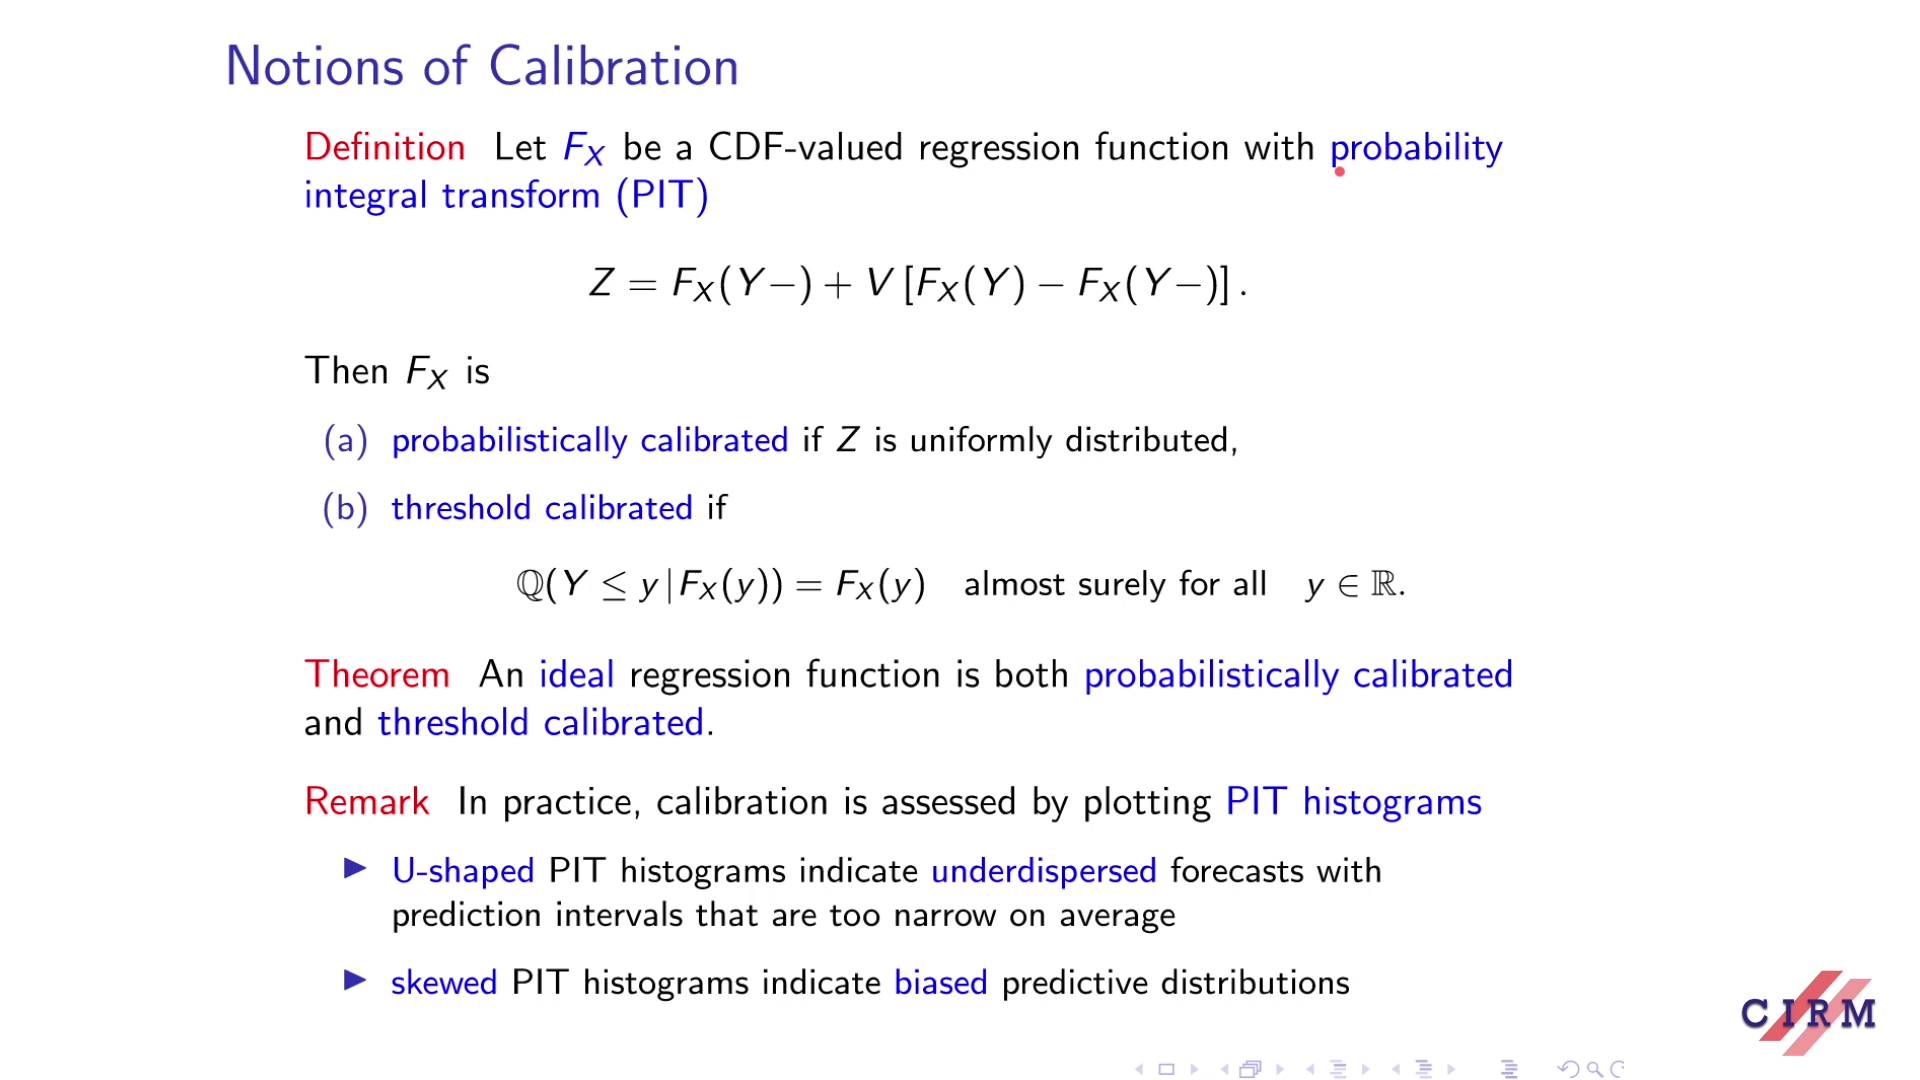 Notions of Calibration
Definition Let F_X be a CDF-valued regression function with probability
integral transform (PIT)
Z = F_X(Y−) + V [F_X(Y) − F_X(Y−)] .
Then F_X is
(a) probabilistically calibrated if Z is uniformly distributed,
(b) threshold calibrated if
ℚ(Y ≤ y | F_X(y)) = F_X(y) almost surely for all y ∈ ℝ.
Theorem An ideal regression function is both probabilistically calibrated
and threshold calibrated.
Remark In practice, calibration is assessed by plotting PIT histograms
▶ U-shaped PIT histograms indicate underdispersed forecasts with
prediction intervals that are too narrow on average
▶ skewed PIT histograms indicate biased predictive distributions
CIRM